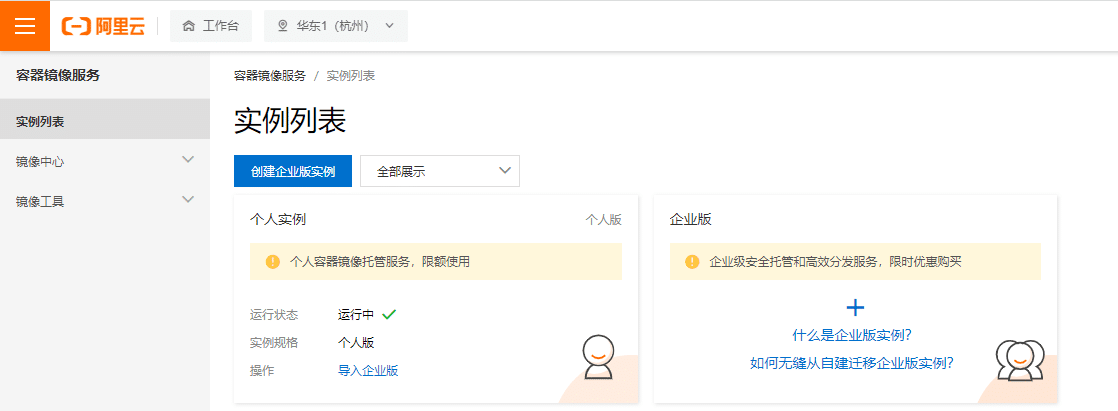 阿里云 工作台 华东1（杭州）
容器镜像服务
实例列表
镜像中心
镜像工具
容器镜像服务 / 实例列表
实例列表
创建企业版实例 全部展示
个人实例 个人版
个人容器镜像托管服务，限额使用
运行状态 运行中
实例规格 个人版
操作 导入企业版
企业版
企业级安全托管和高效分发服务，限时优惠购买
什么是企业版实例？
如何无缝从自建迁移企业版实例？